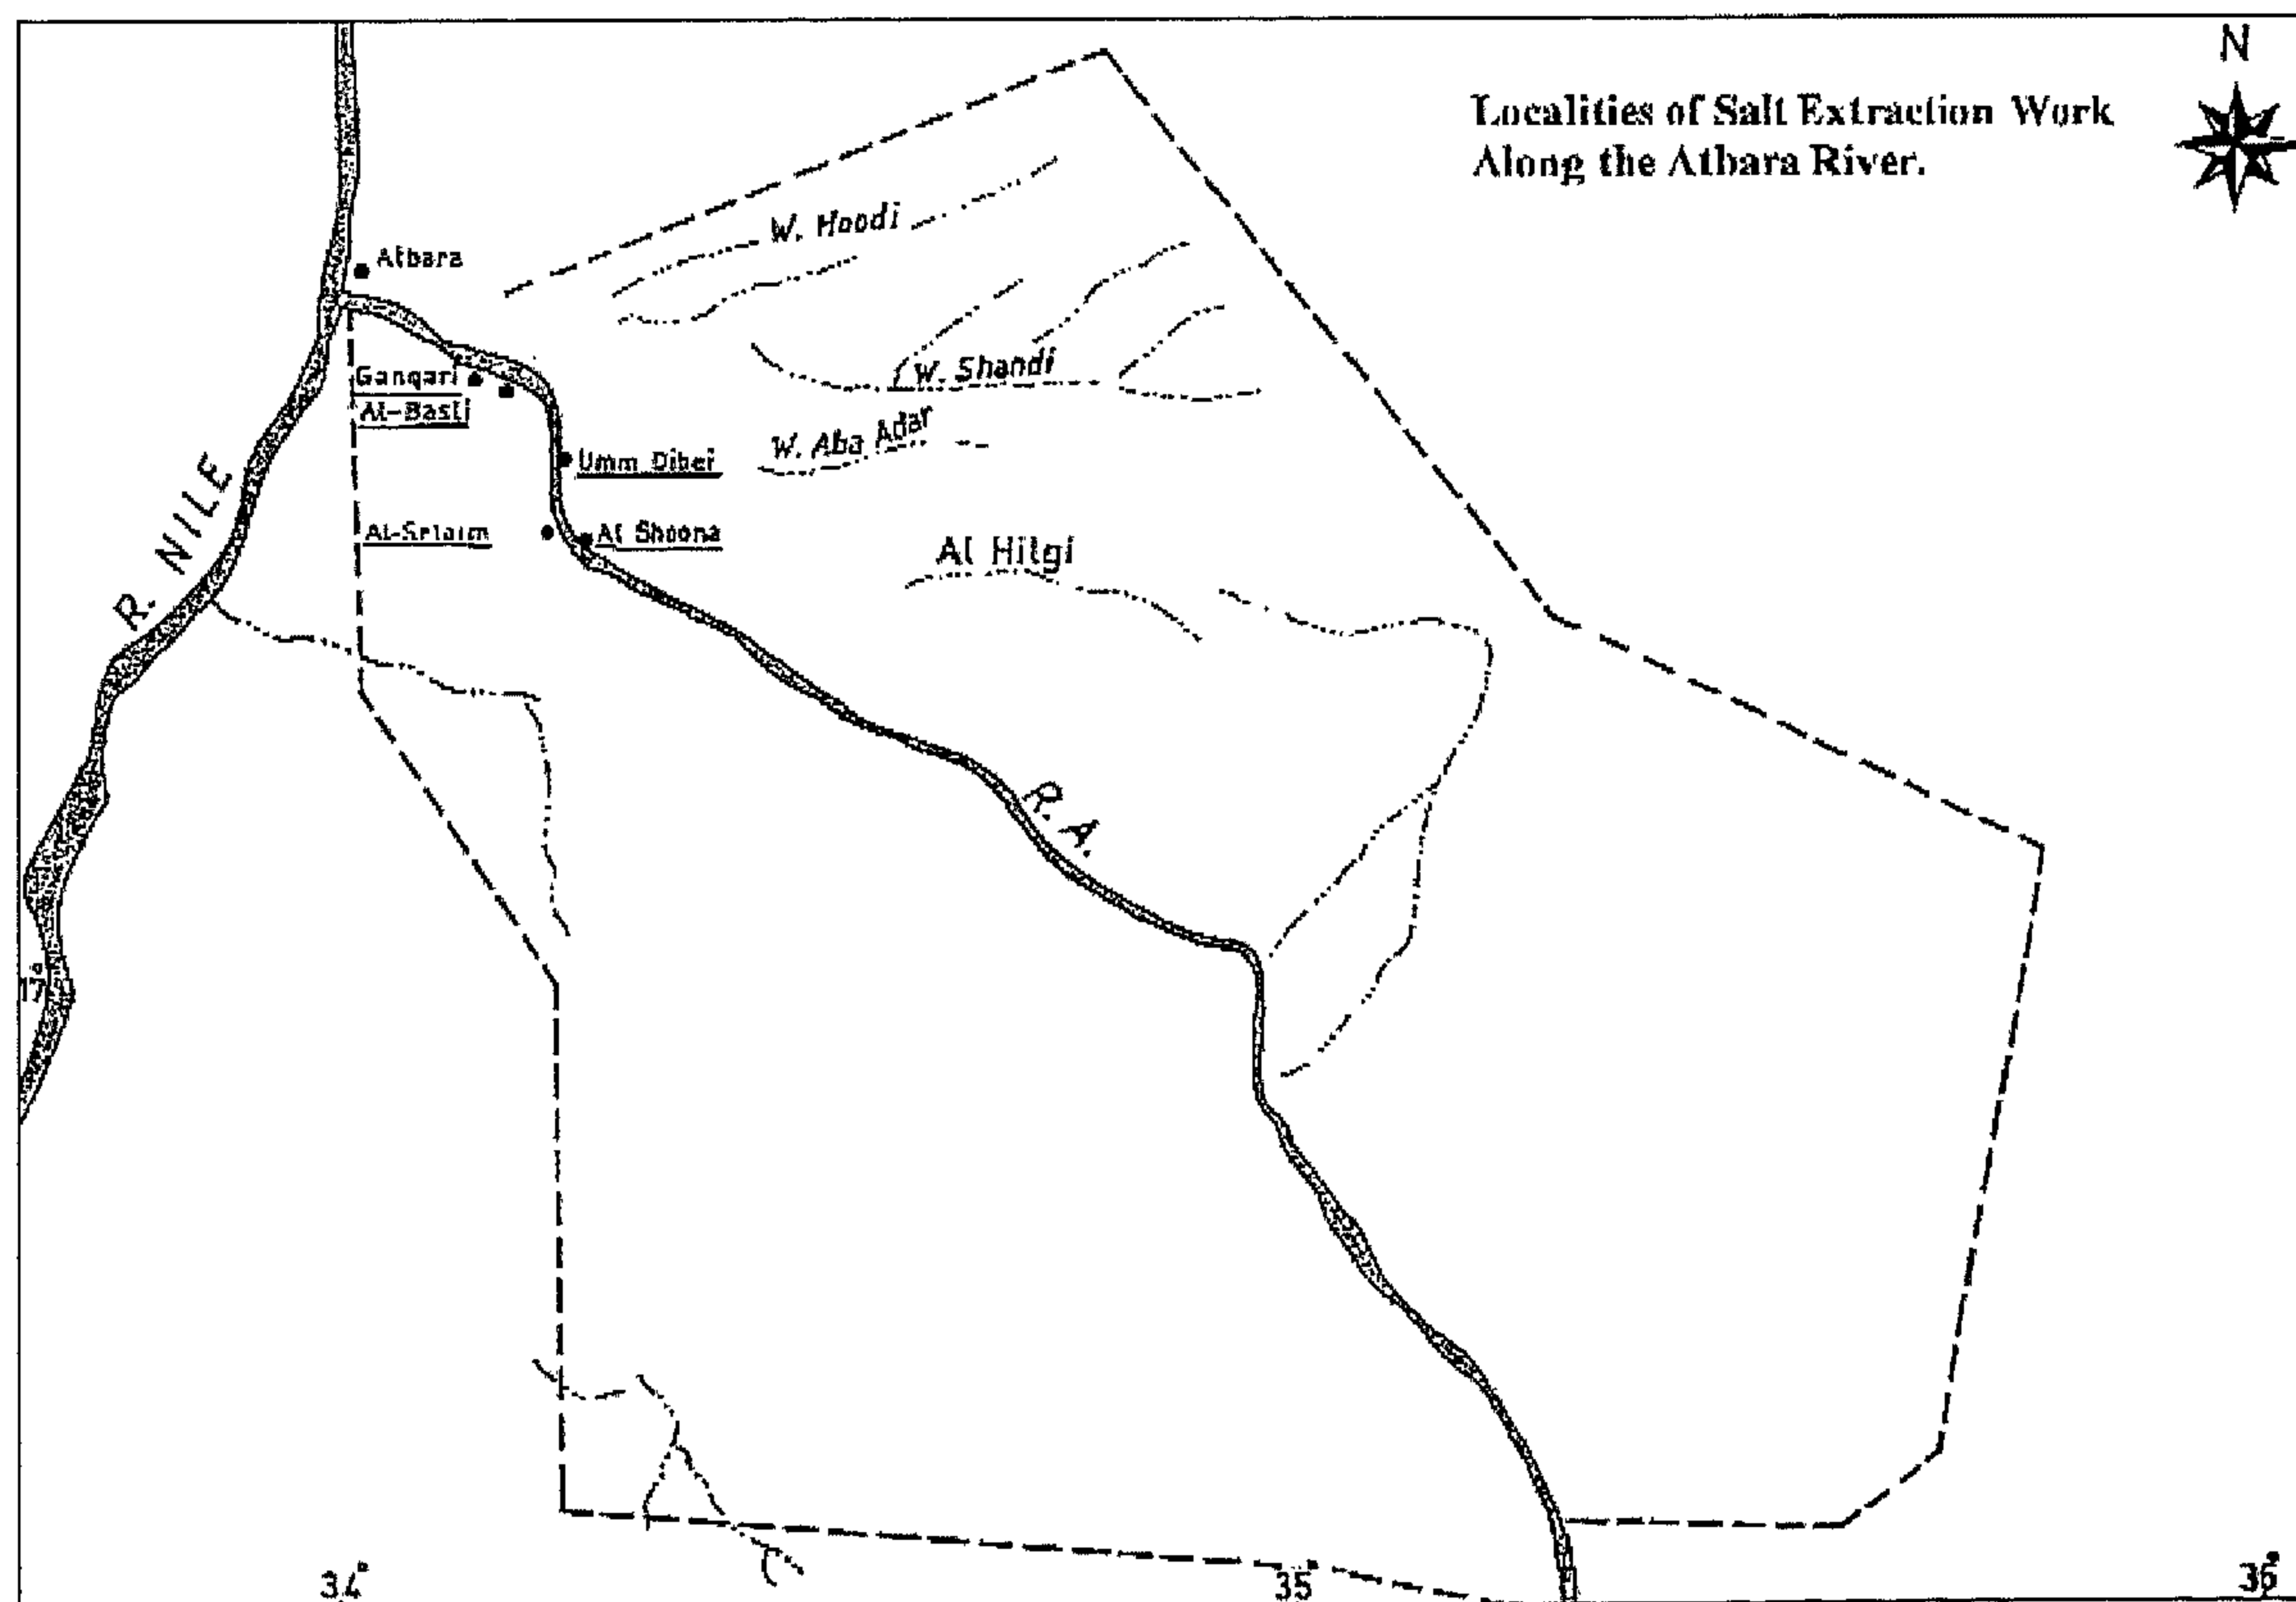 N
Localities of Salt Extraction Work
Along the Atbara River.
W. Hoodi
Atbara
W. Shandi
Ganqari
Al-Basli
W. Aba Adar
Umm Dibei
R. NILE
Al-Selaim
Al Shoona
Al Hilgi
R. A.
17°
34°
35°
36°